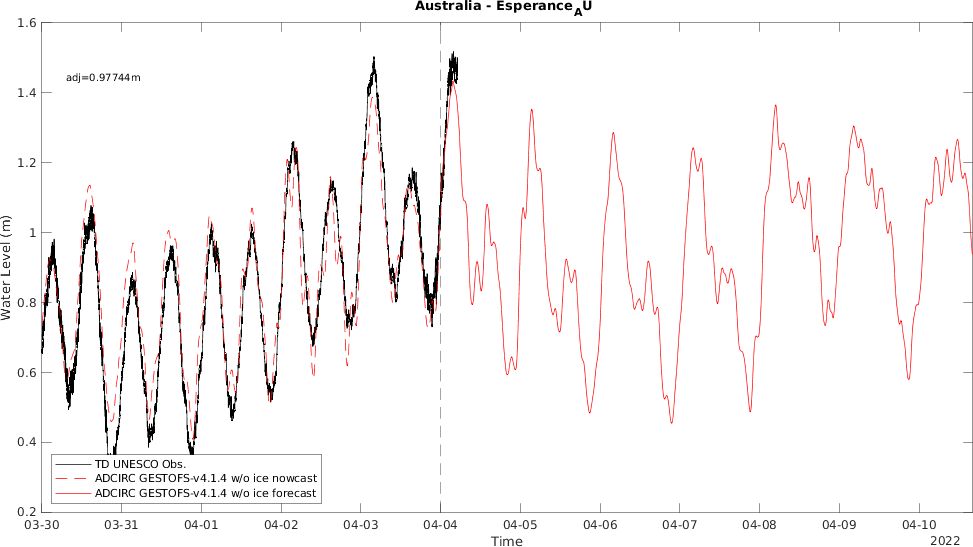 Australia - Esperance_AU
adj=0.97744m
1.6
1.4
1.2
1
0.8
0.6
0.4
0.2
Water Level (m)
TD UNESCO Obs.
ADCIRC GESTOFS-v4.1.4 w/o ice nowcast
ADCIRC GESTOFS-v4.1.4 w/o ice forecast
03-30 03-31 04-01 04-02 04-03 04-04 04-05 04-06 04-07 04-08 04-09 04-10
Time
2022